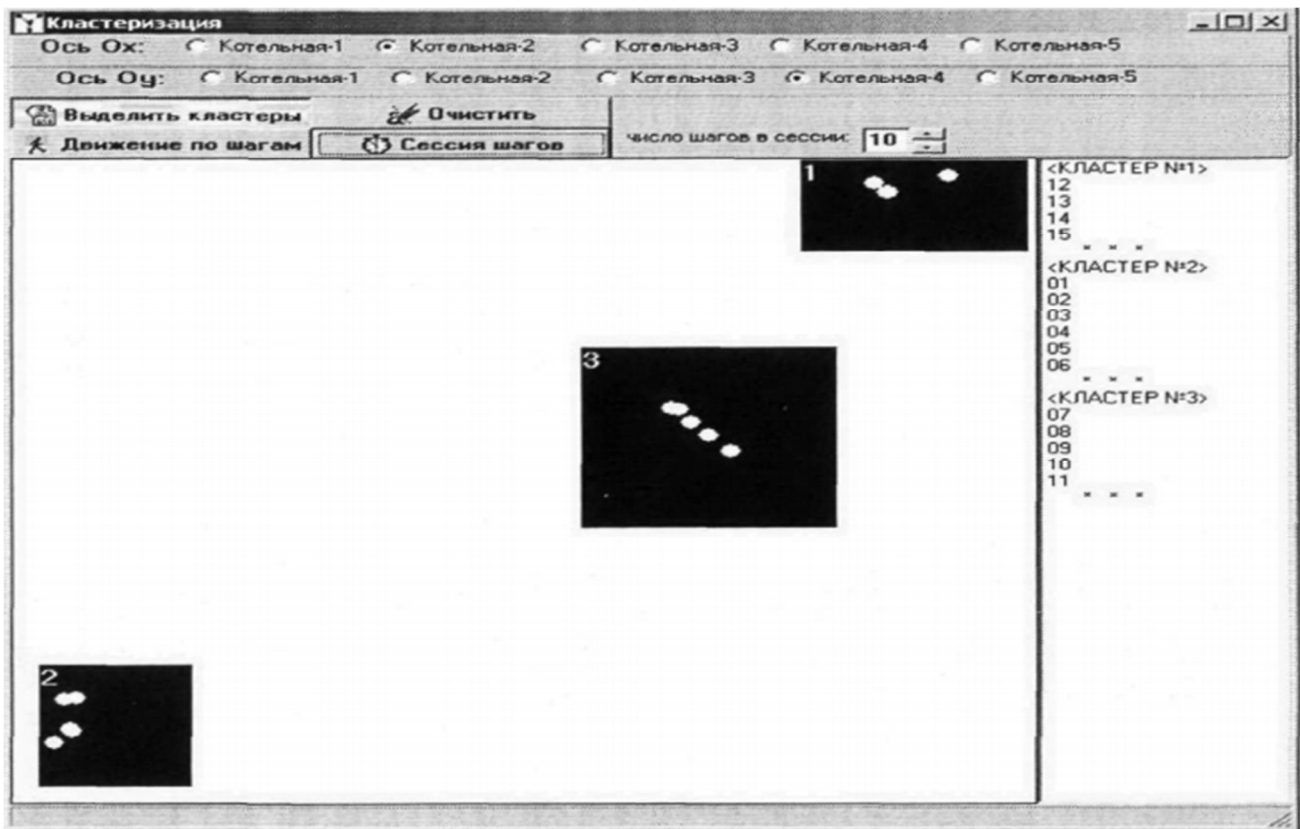 Кластеризация
Ось Ox: Котельная-1 Котельная-2 Котельная-3 Котельная-4 Котельная-5
Ось Oy: Котельная-1 Котельная-2 Котельная-3 Котельная-4 Котельная-5
Выделить кластеры Очистить
Движение по шагам Сессия шагов число шагов в сессии: 10
1
3
2
<КЛАСТЕР №1>
12
13
14
15
* * *
<КЛАСТЕР №2>
01
02
03
04
05
06
* * *
<КЛАСТЕР №3>
07
08
09
10
11
* * *